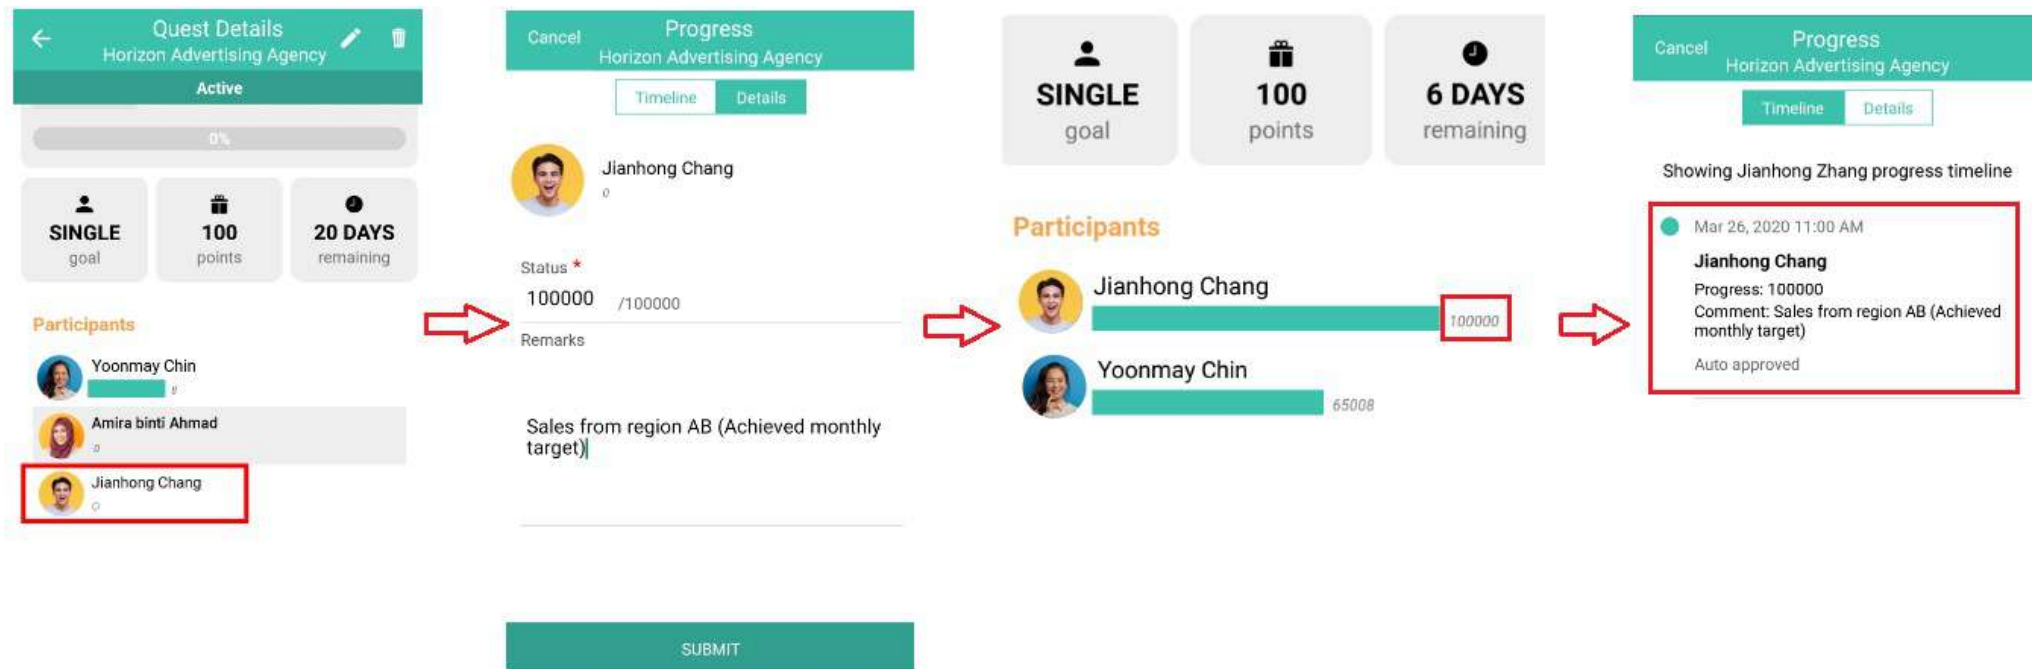 Quest Details
Horizon Advertising Agency
Active
0%
SINGLE
goal
100
points
20 DAYS
remaining
Participants
Yoonmay Chin
Amira binti Ahmad
0
Jianhong Chang
0
Cancel
Progress
Horizon Advertising Agency
Timeline
Details
Jianhong Chang
0
Status *
100000 /100000
Remarks
Sales from region AB (Achieved monthly
target)
SUBMIT
SINGLE
goal
100
points
6 DAYS
remaining
Participants
Jianhong Chang
100000
Yoonmay Chin
65008
Cancel
Progress
Horizon Advertising Agency
Timeline
Details
Showing Jianhong Zhang progress timeline
Mar 26, 2020 11:00 AM
Jianhong Chang
Progress: 100000
Comment: Sales from region AB (Achieved
monthly target)
Auto approved